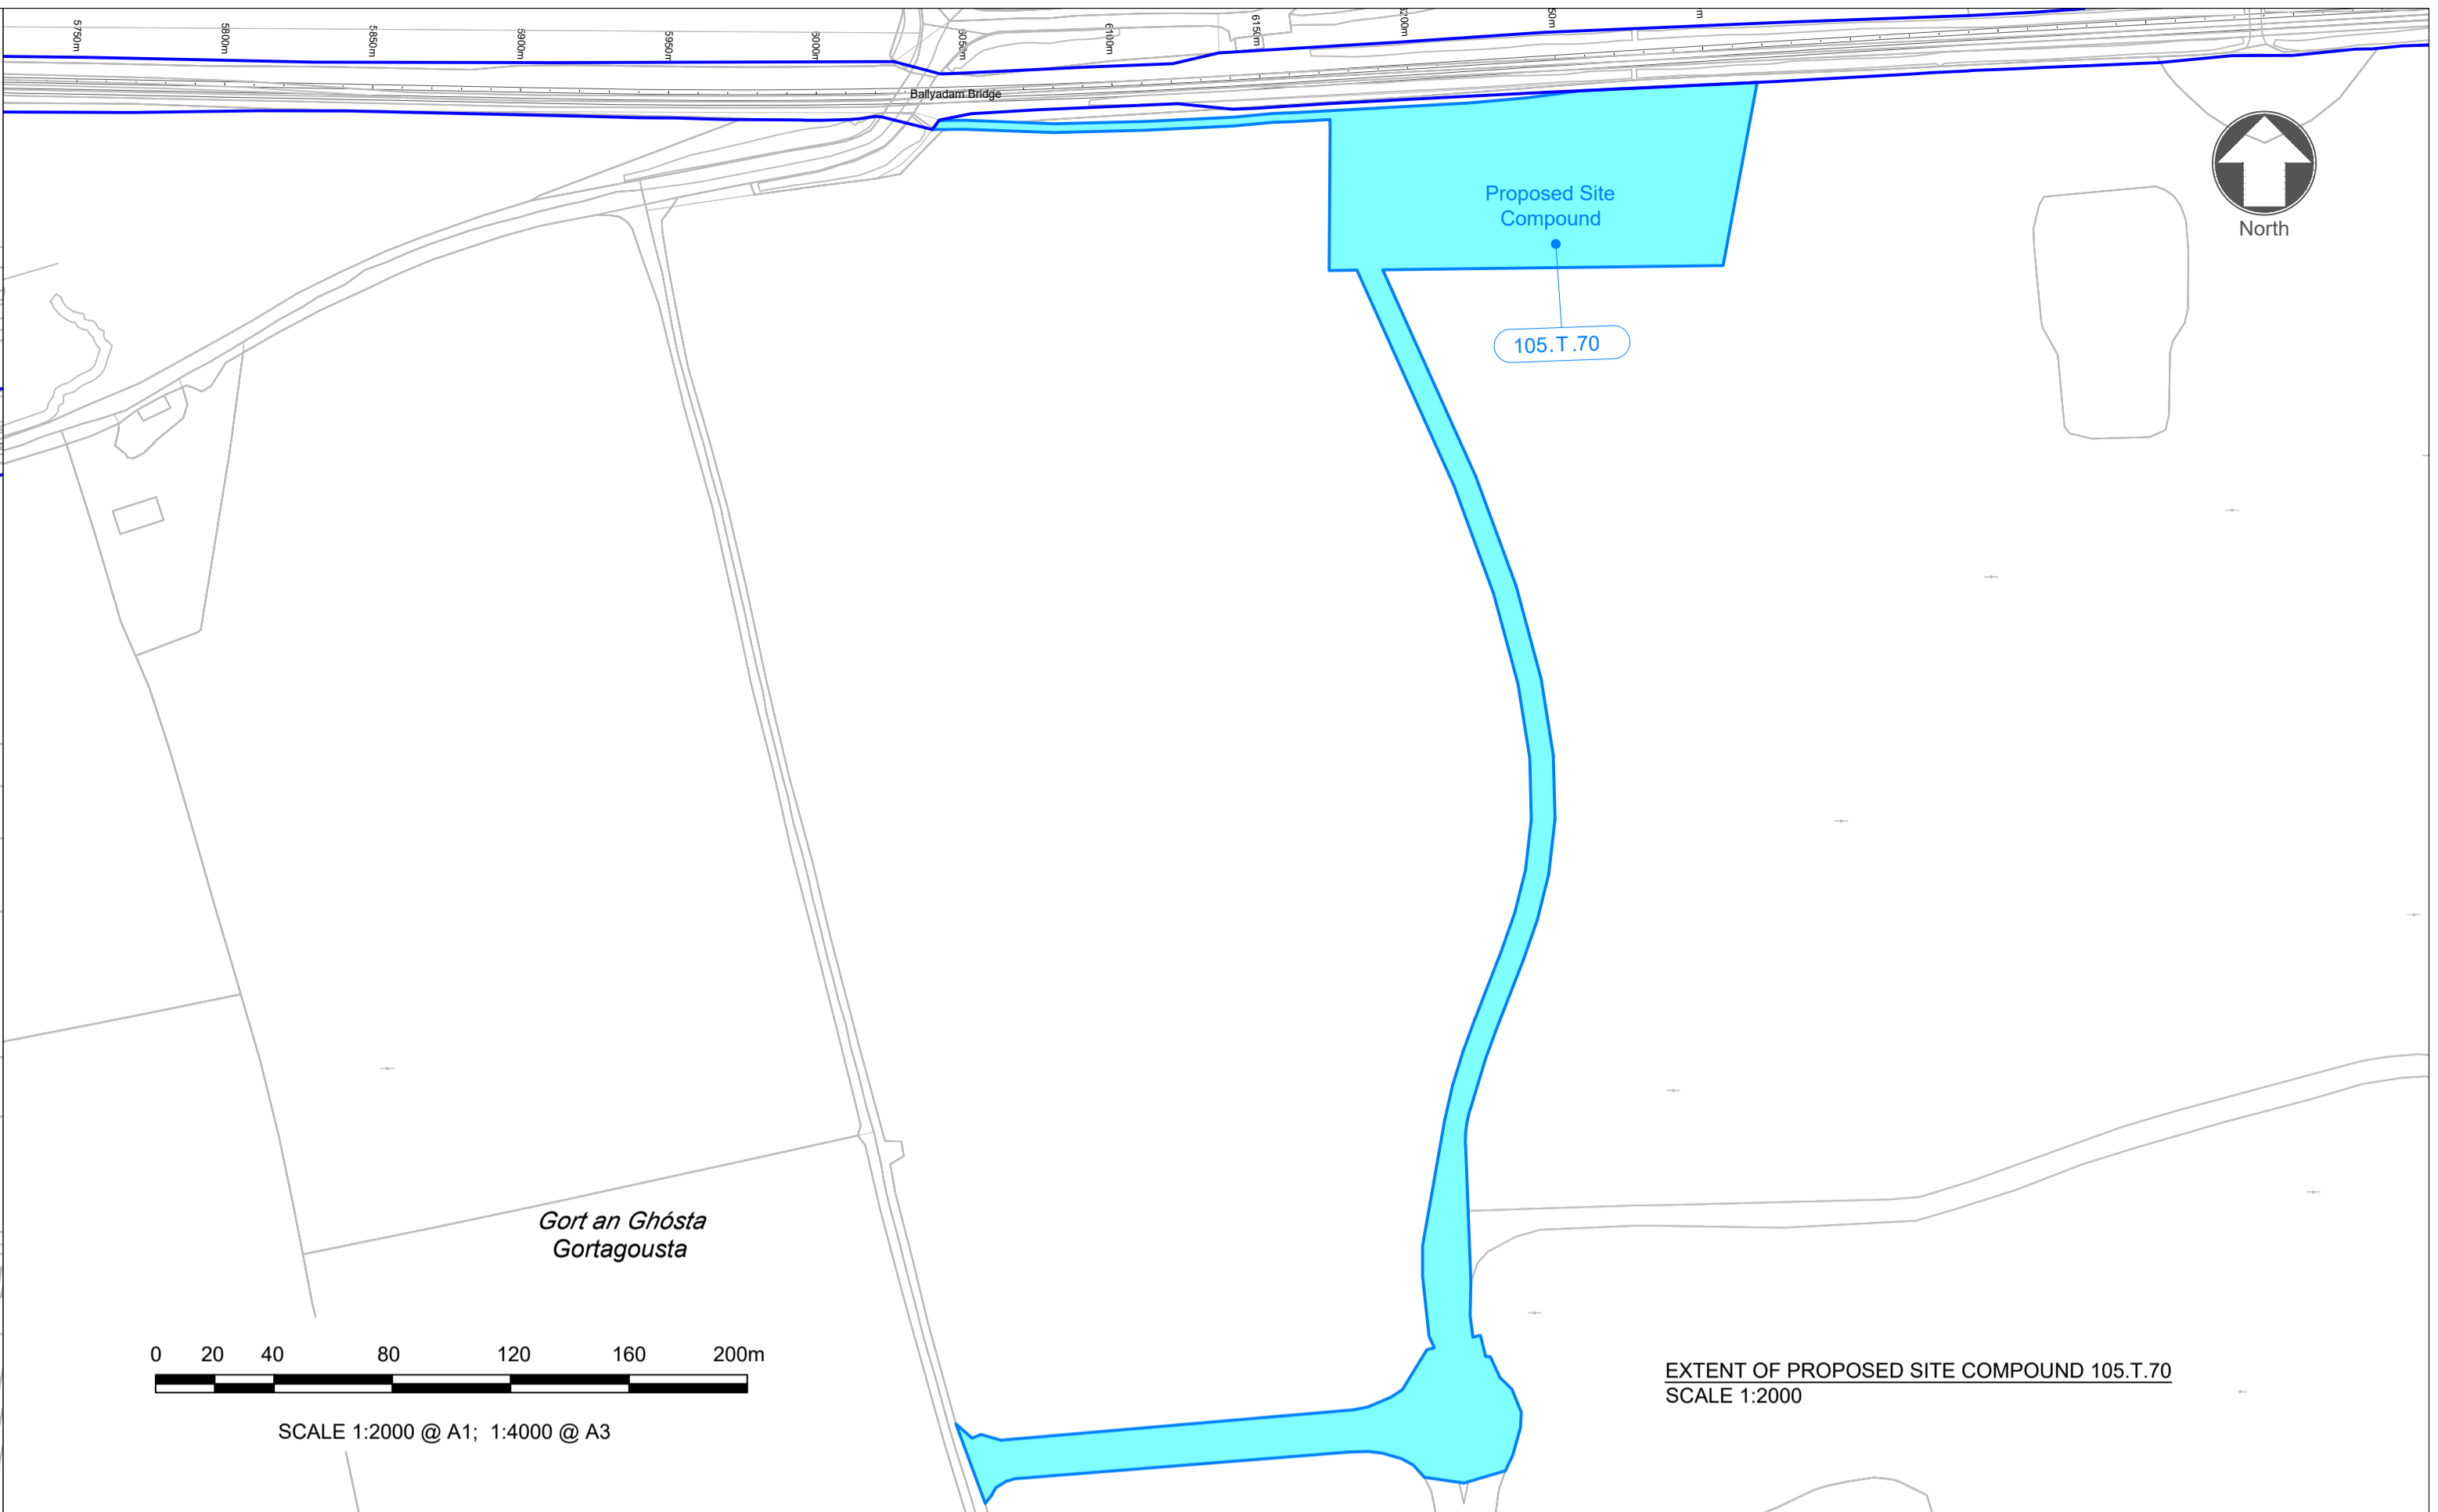 5750m
5800m
5850m
5900m
5950m
6000m
6050m
6100m
6150m
6200m
50m
m
Ballyadam Bridge
Proposed Site
Compound
105.T.70
North
Gort an Ghósta
Gortagousta
0 20 40 80 120 160 200m
SCALE 1:2000 @ A1; 1:4000 @ A3
EXTENT OF PROPOSED SITE COMPOUND 105.T.70
SCALE 1:2000